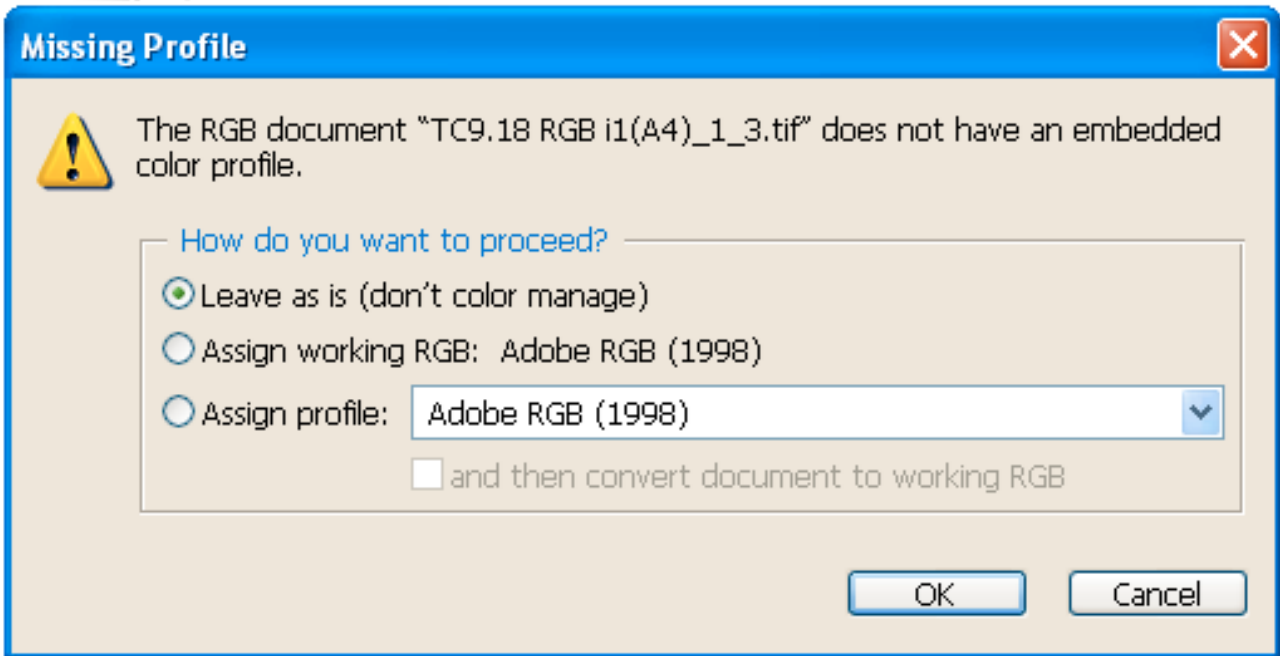 Missing Profile
The RGB document “TC9.18 RGB i1(A4)_1_3.tif” does not have an embedded
color profile.
How do you want to proceed?
Leave as is (don’t color manage)
Assign working RGB: Adobe RGB (1998)
Assign profile: Adobe RGB (1998)
and then convert document to working RGB
OK Cancel